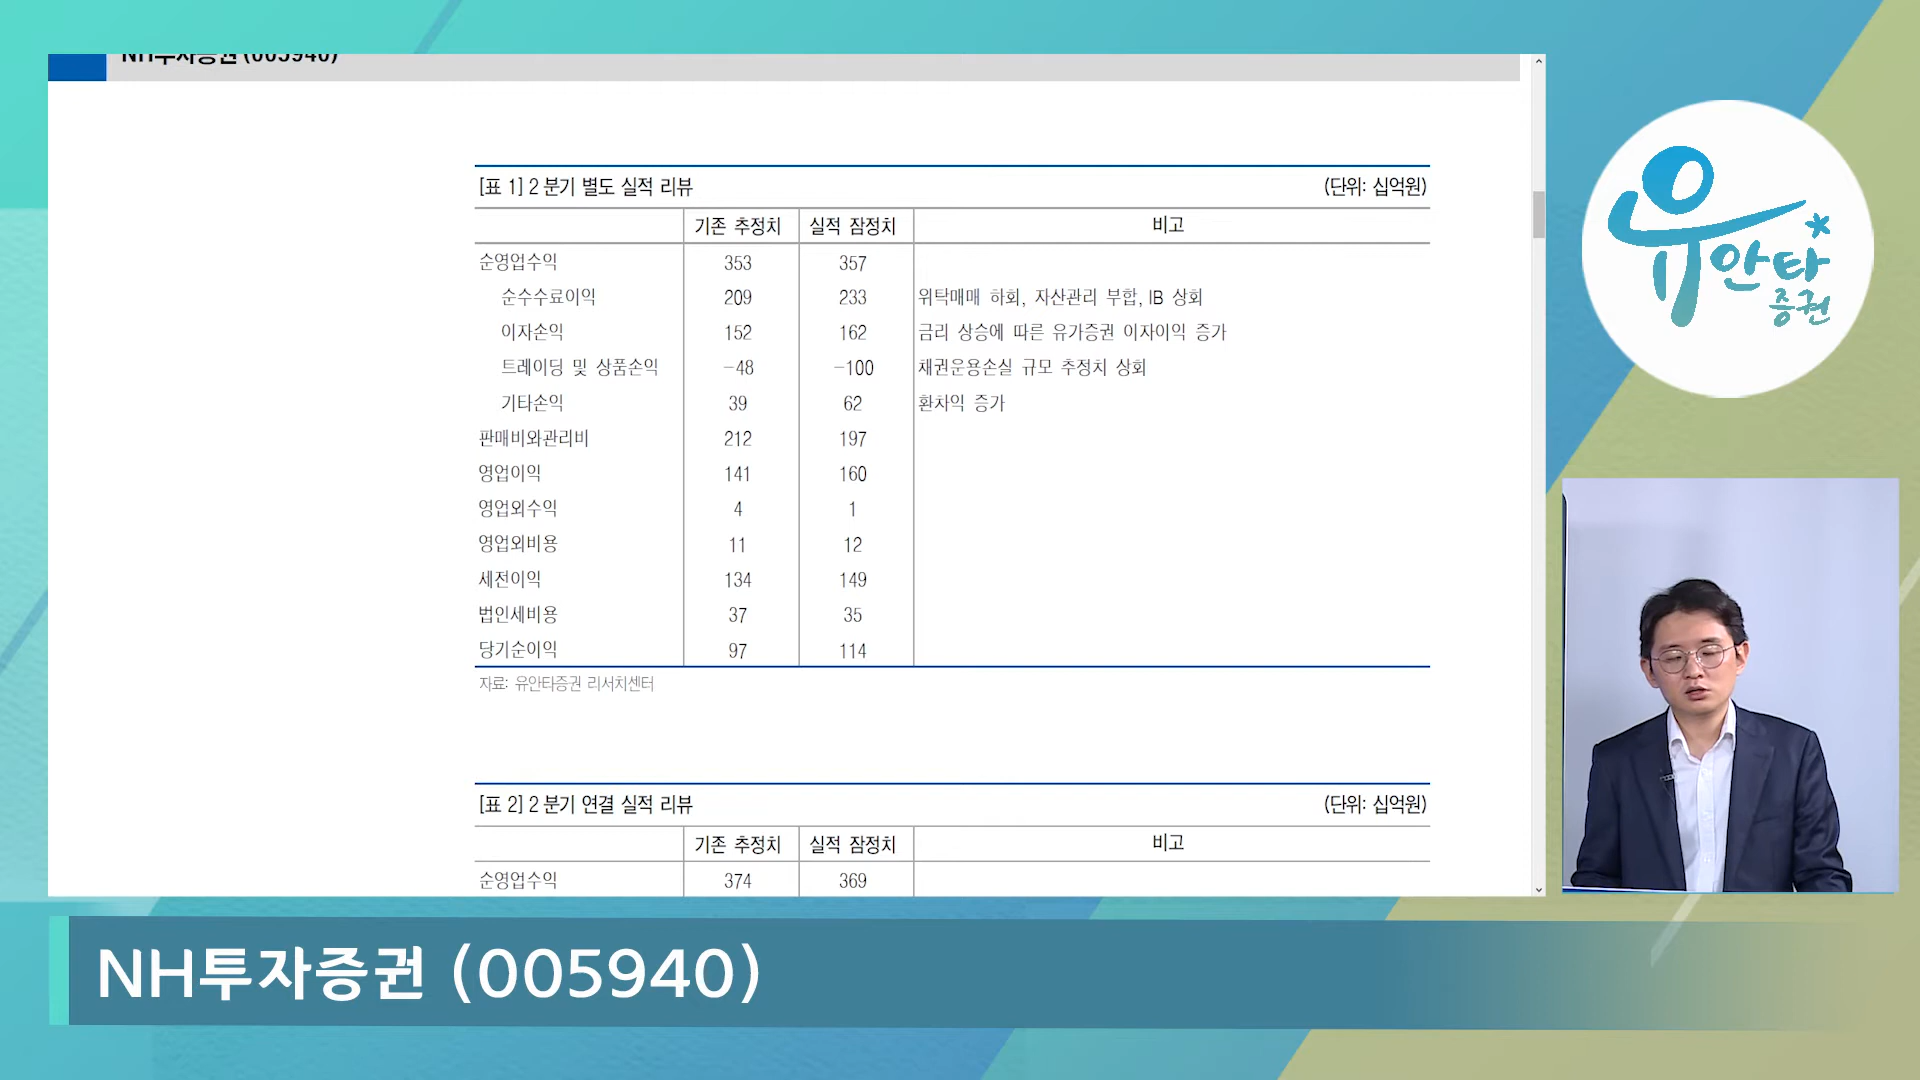 NH투자증권 (005940)
[표 1] 2분기 별도 실적 리뷰 (단위: 십억원)
기존 추정치 실적 잠정치 비고
순영업수익 353 357
순수수료이익 209 233 위탁매매 하회, 자산관리 부합, IB 상회
이자손익 152 162 금리 상승에 따른 유가증권 이자이익 증가
트레이딩 및 상품손익 -48 -100 채권운용손실 규모 추정치 상회
기타손익 39 62 환차익 증가
판매비와관리비 212 197
영업이익 141 160
영업외수익 4 1
영업외비용 11 12
세전이익 134 149
법인세비용 37 35
당기순이익 97 114
자료: 유안타증권 리서치센터
[표 2] 2분기 연결 실적 리뷰 (단위: 십억원)
기존 추정치 실적 잠정치 비고
순영업수익 374 369
유안타
증권
NH투자증권 (005940)